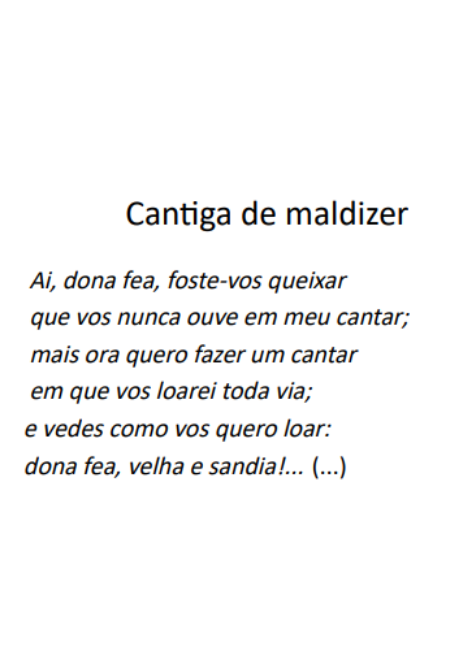 Cantiga de maldizer
Ai, dona fea, foste-vos queixar
que vos nunca ouve em meu cantar;
mais ora quero fazer um cantar
em que vos loarei toda via;
e vedes como vos quero loar:
dona fea, velha e sandia!... (...)